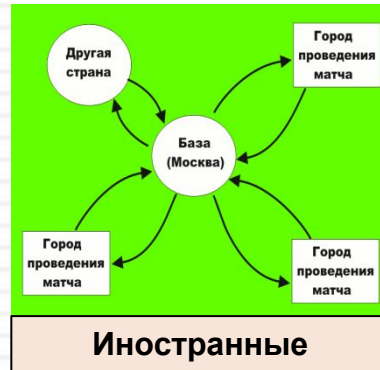 Другая
страна
Город
проведения
матча
База
(Москва)
Город
проведения
матча
Город
проведения
матча
Иностранные